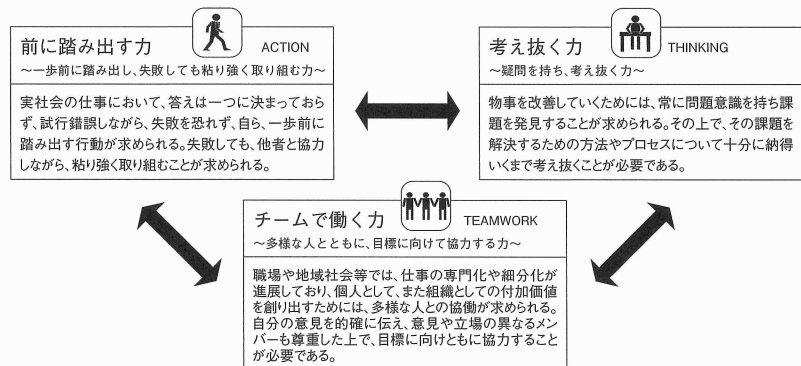 前に踏み出す力 ACTION
～一歩前に踏み出し、失敗しても粘り強く取り組む力～
実社会の仕事において、答えは一つに決まっておら
ず、試行錯誤しながら、失敗を恐れず、自ら、一歩前に
踏み出す行動が求められる。失敗しても、他者と協力
しながら、粘り強く取り組むことが求められる。
考え抜く力 THINKING
～疑問を持ち、考え抜く力～
物事を改善していくためには、常に問題意識を持ち課
題を発見することが求められる。その上で、その課題を
解決するための方法やプロセスについて十分に納得
いくまで考え抜くことが必要である。
チームで働く力 TEAMWORK
～多様な人とともに、目標に向けて協力する力～
職場や地域社会等では、仕事の専門化や細分化が
進展しており、個人として、また組織としての付加価値
を創り出すためには、多様な人との協働が求められる。
自分の意見を的確に伝え、意見や立場の異なるメン
バーも尊重した上で、目標に向けともに協力すること
が必要である。